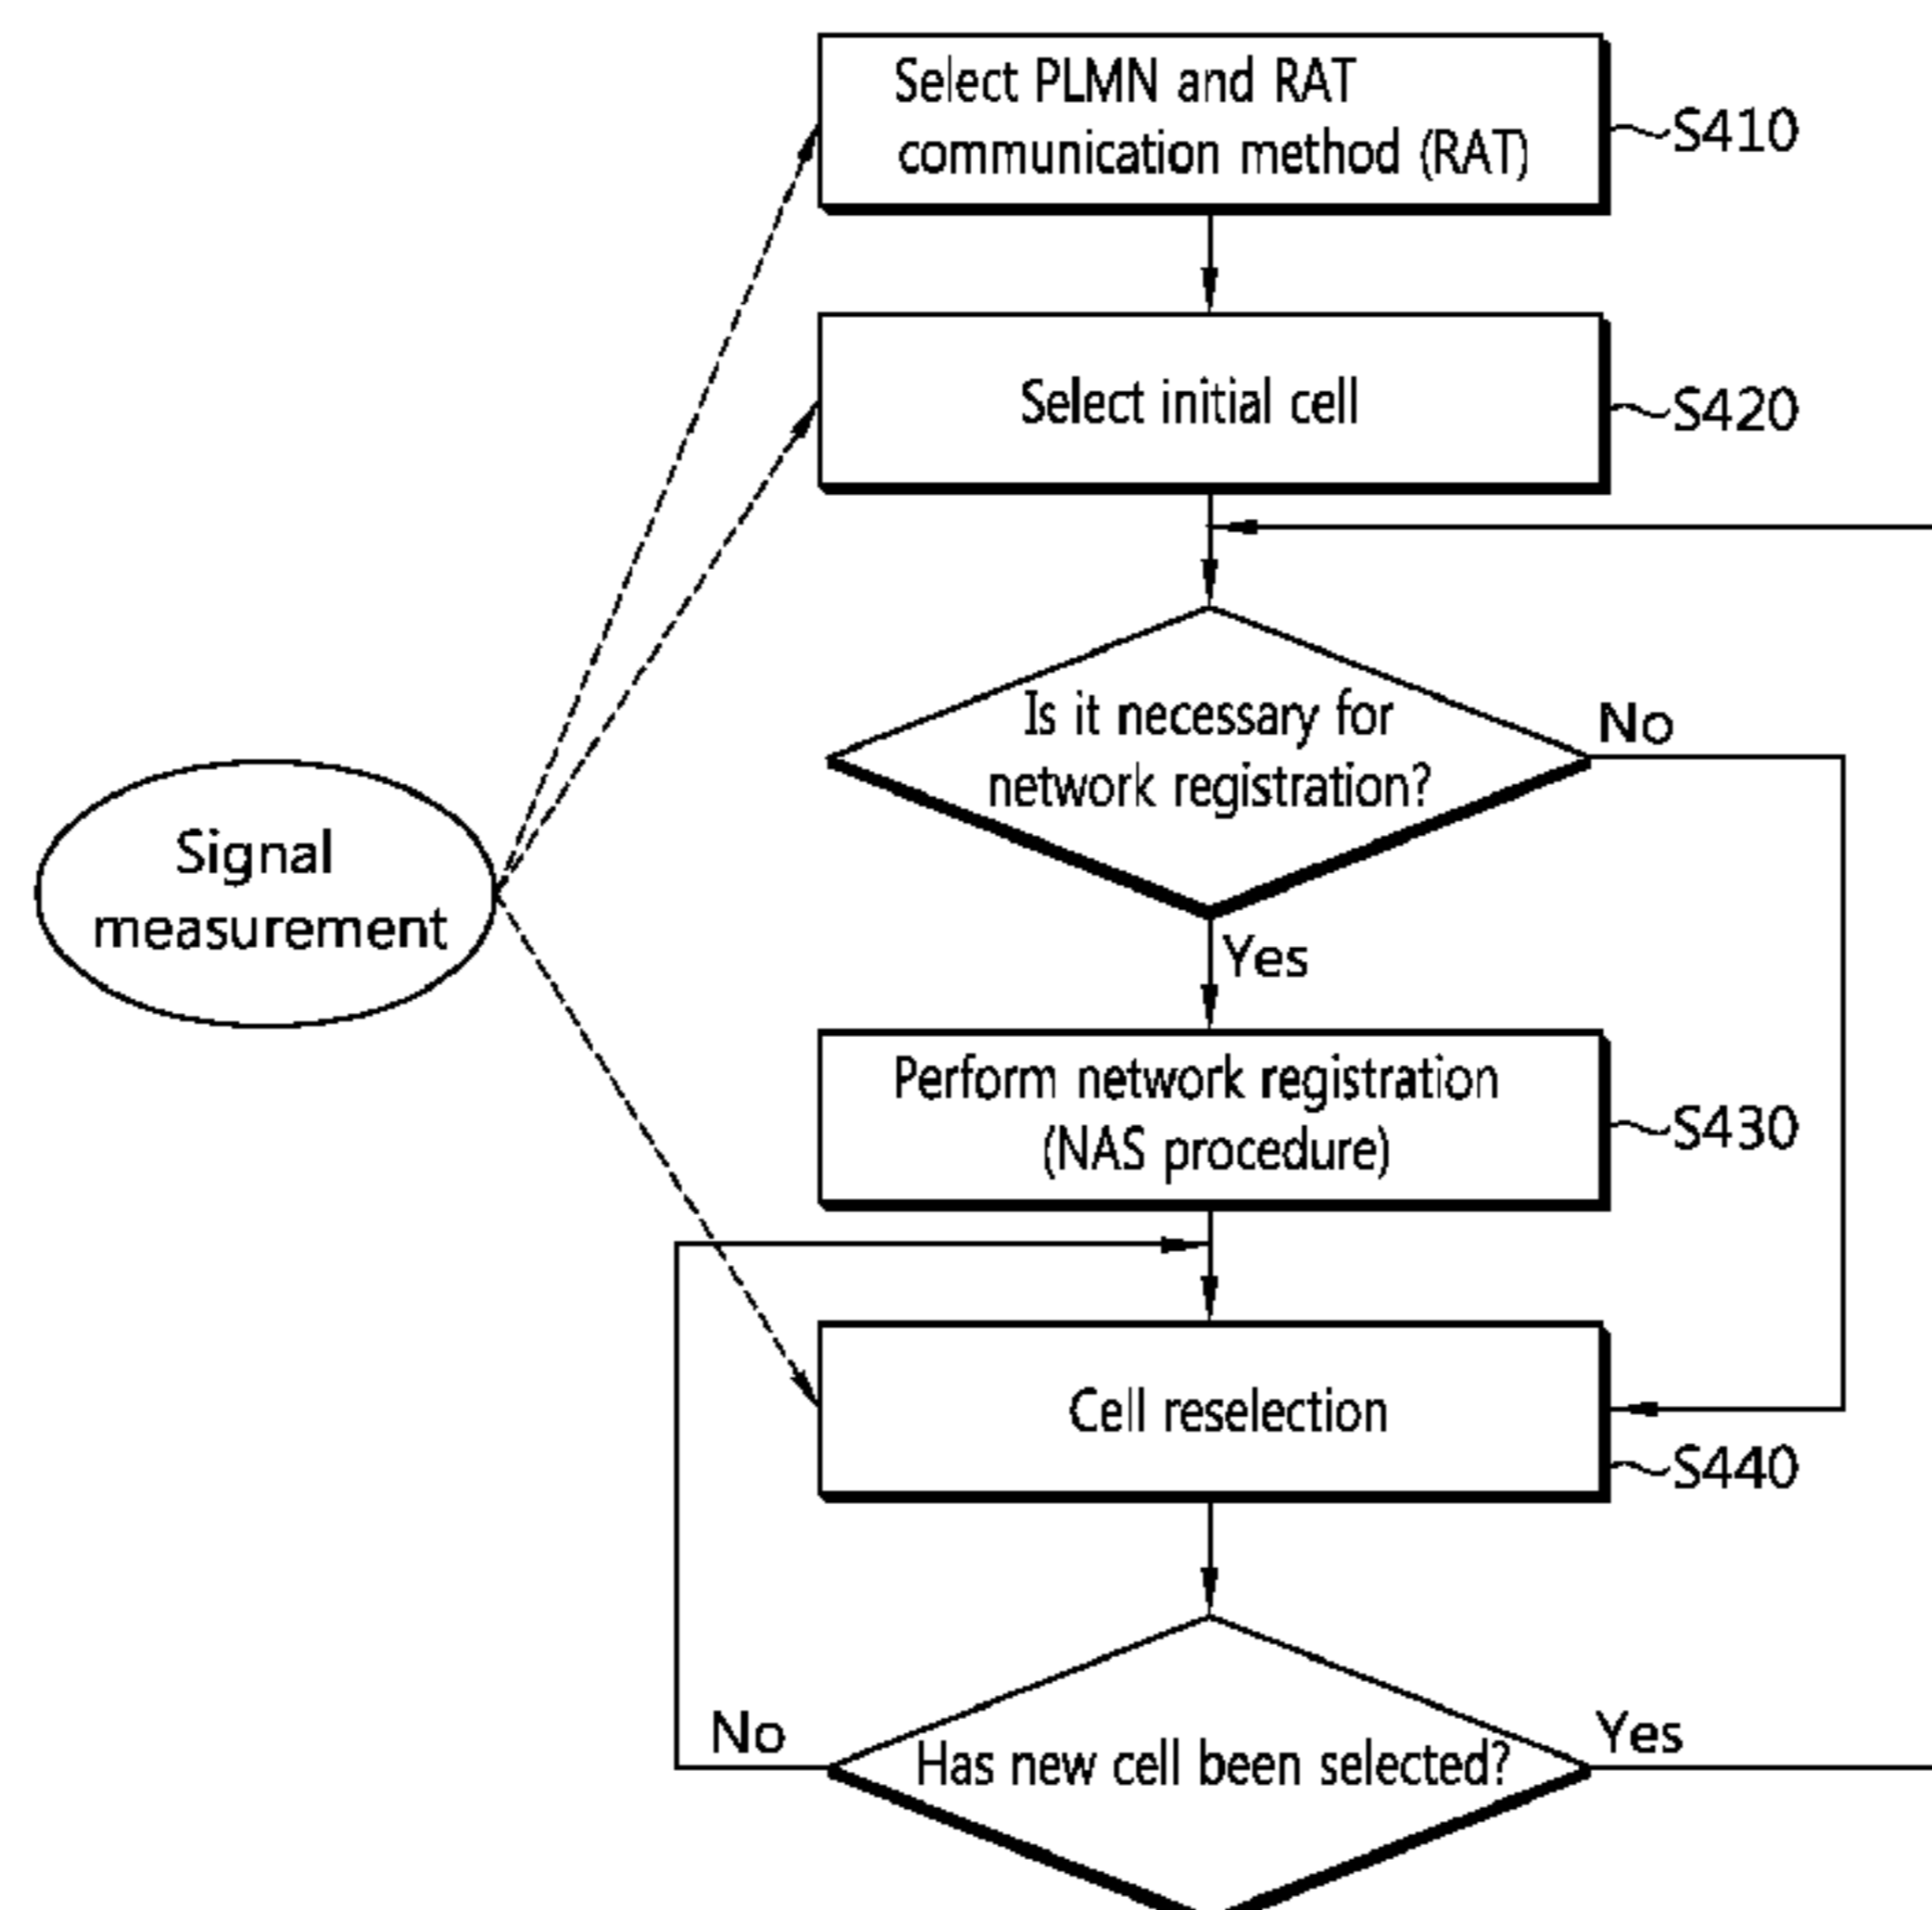 Select PLMN and RAT
communication method (RAT)
S410
Select initial cell
S420
Is it necessary for
network registration?
No
Yes
Signal
measurement
Perform network registration
(NAS procedure)
S430
Cell reselection
S440
No
Has new cell been selected?
Yes